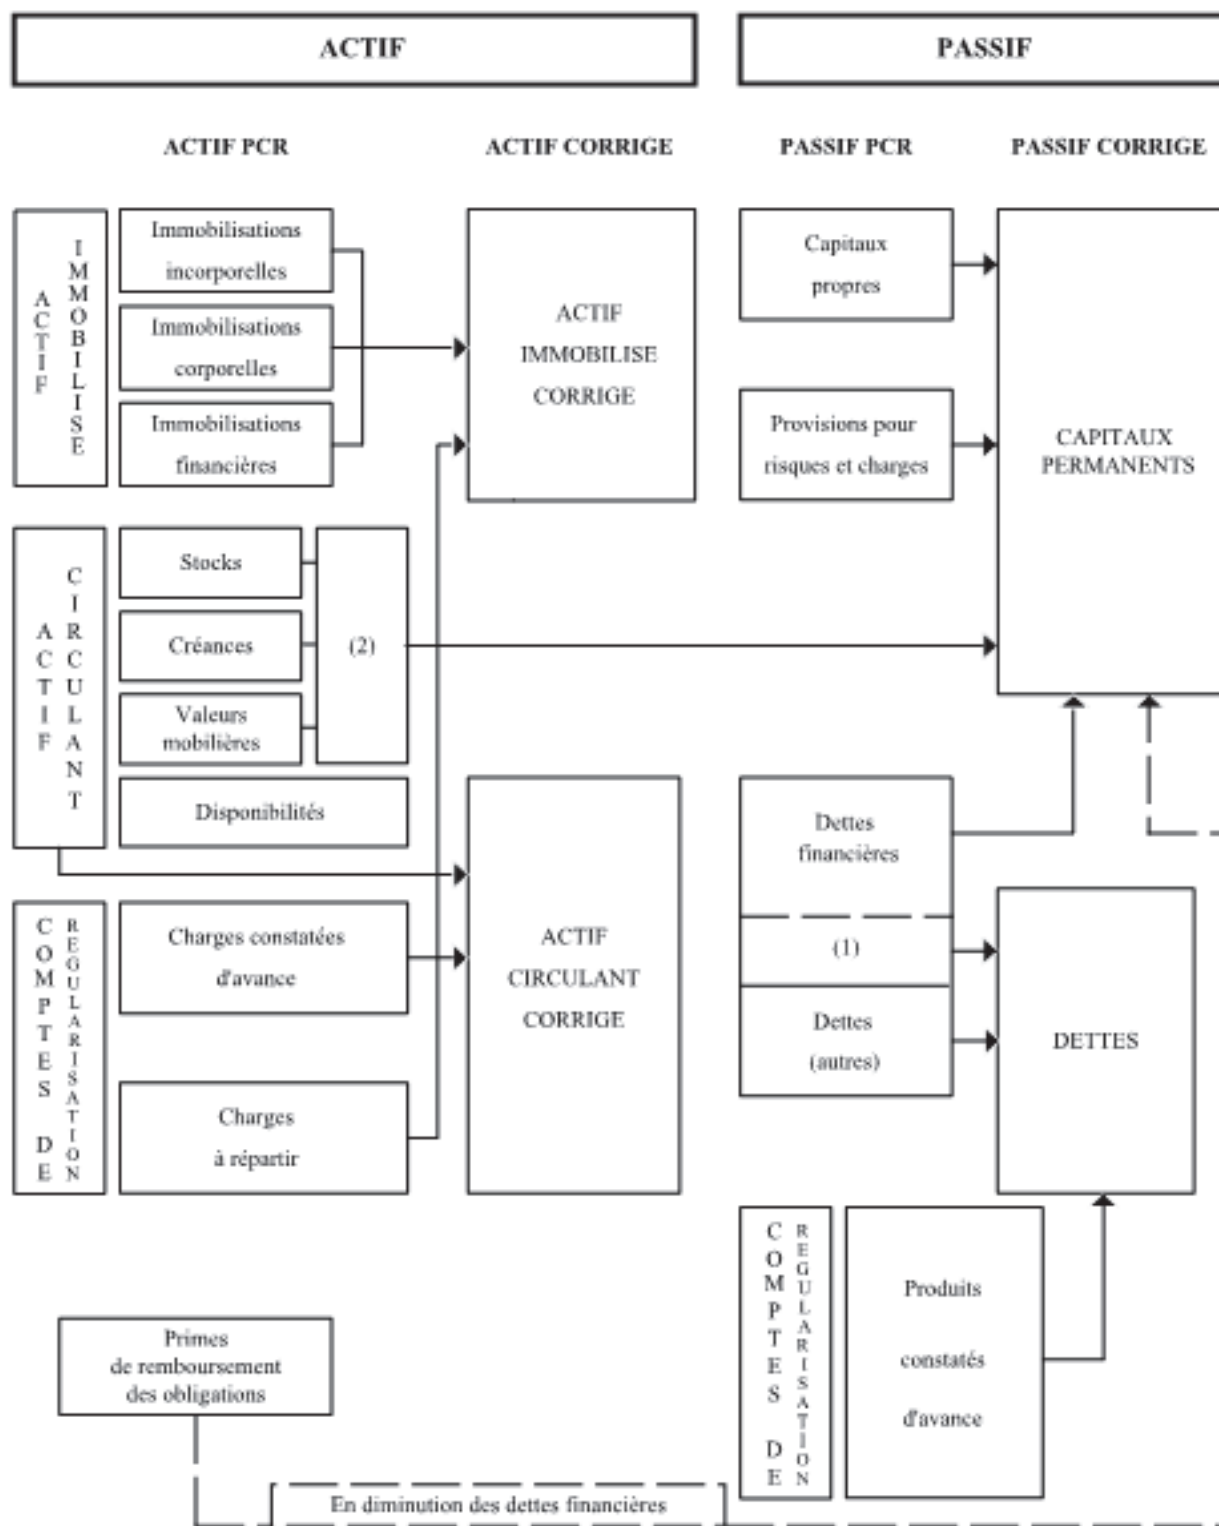 ACTIF
PASSIF
ACTIF PCR
ACTIF CORRIGE
PASSIF PCR
PASSIF CORRIGE
ACTIF
IMMOBILISE
Immobilisations
incorporelles
Immobilisations
corporelles
Immobilisations
financières
ACTIF
IMMOBILISE
CORRIGE
Capitaux
propres
Provisions pour
risques et charges
CAPITAUX
PERMANENTS
ACTIF
CIRCULANT
Stocks
Créances
Valeurs
mobilières
(2)
Disponibilités
COMPTES DE
REGULARISATION
Charges constatées
d'avance
Charges
à répartir
ACTIF
CIRCULANT
CORRIGE
Dettes
financières
(1)
Dettes
(autres)
DETTES
COMPTES DE
REGULARISATION
Produits
constatés
d'avance
Primes
de remboursement
des obligations
En diminution des dettes financières